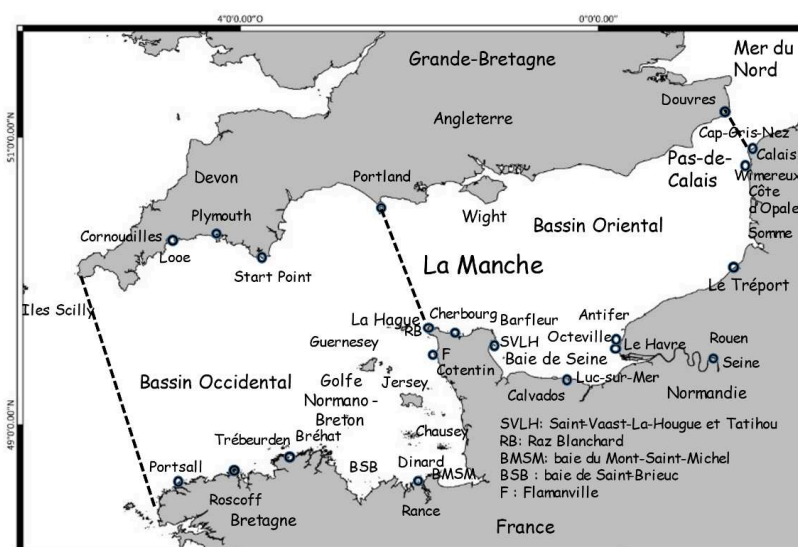 4°0'0.00"O
0°0'0.00"
Mer du
Nord
Grande-Bretagne
Douvres
Angleterre
51°0'0.00"N
Cap-Gris-Nez
Calais
Pas-de-
Calais
Wimereux
Devon
Portland
Côte
d'Opale
Plymouth
Wight
Bassin Oriental
Somme
Cornouailles
Looe
Start Point
La Manche
Le Tréport
Iles Scilly
La Hague
Cherbourg
Barfleur
Antifer
RB
Guernesey
SVLH
Octeville
Le Havre
Rouen
F
Baie de Seine
Seine
Cotentin
Bassin Occidental
Golfe
Normano-
Breton
Jersey
Luc-sur-Mer
Calvados
Normandie
Chausey
49°0'0.00"N
SVLH: Saint-Vaast-La-Hougue et Tatihou
RB: Raz Blanchard
BMSM: baie du Mont-Saint-Michel
BSB : baie de Saint-Brieuc
F : Flamanville
Trébeurden
Bréhat
Portsall
BSB
Dinard
BMSM
Roscoff
Rance
Bretagne
France